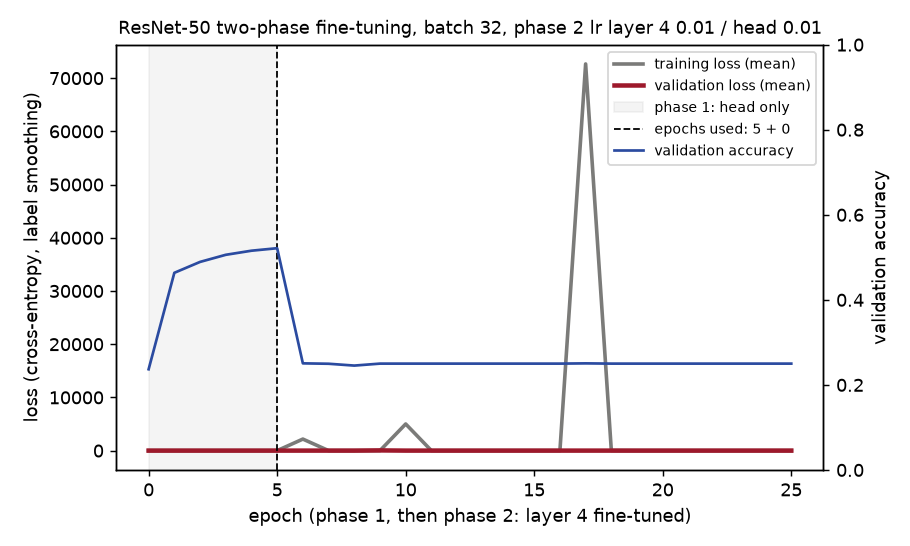 ResNet-50 two-phase fine-tuning, batch 32, phase 2 lr layer 4 0.01 / head 0.01
training loss (mean)
validation loss (mean)
phase 1: head only
epochs used: 5 + 0
validation accuracy
loss (cross-entropy, label smoothing)
70000
60000
50000
40000
30000
20000
10000
0
1.0
0.8
0.6
0.4
0.2
0.0
validation accuracy
0
5
10
15
20
25
epoch (phase 1, then phase 2: layer 4 fine-tuned)